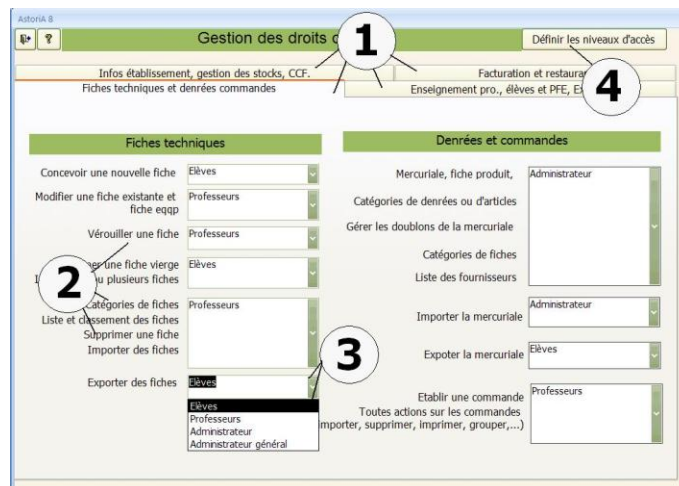 AstoriA 8
?
Gestion des droits
Définir les niveaux d'accès
1
Infos établissement, gestion des stocks, CCF.
Facturation et
4
Fiches techniques et denrées commandes
Enseignement pro., élèves et PFE,
Fiches techniques
Denrées et commandes
Concevoir une nouvelle fiche
Elèves
Modifier une fiche existante et
fiche eqqp
Professeurs
Vérouiller une fiche
Professeurs
une fiche vierge
ou plusieurs fiches
Elèves
2
Catégories de fiches
Liste et classement des fiches
Supprimer une fiche
Importer des fiches
Professeurs
3
Exporter des fiches
Elèves
Elèves
Professeurs
Administrateur
Administrateur général
Mercuriale, fiche produit,
Administrateur
Catégories de denrées ou d'articles
Gérer les doublons de la mercuriale
Catégories de fiches
Liste des fournisseurs
Importer la mercuriale
Administrateur
Expoter la mercuriale
Elèves
Etablir une commande
Professeurs
Toutes actions sur les commandes
mporter, supprimer, imprimer, grouper,...)